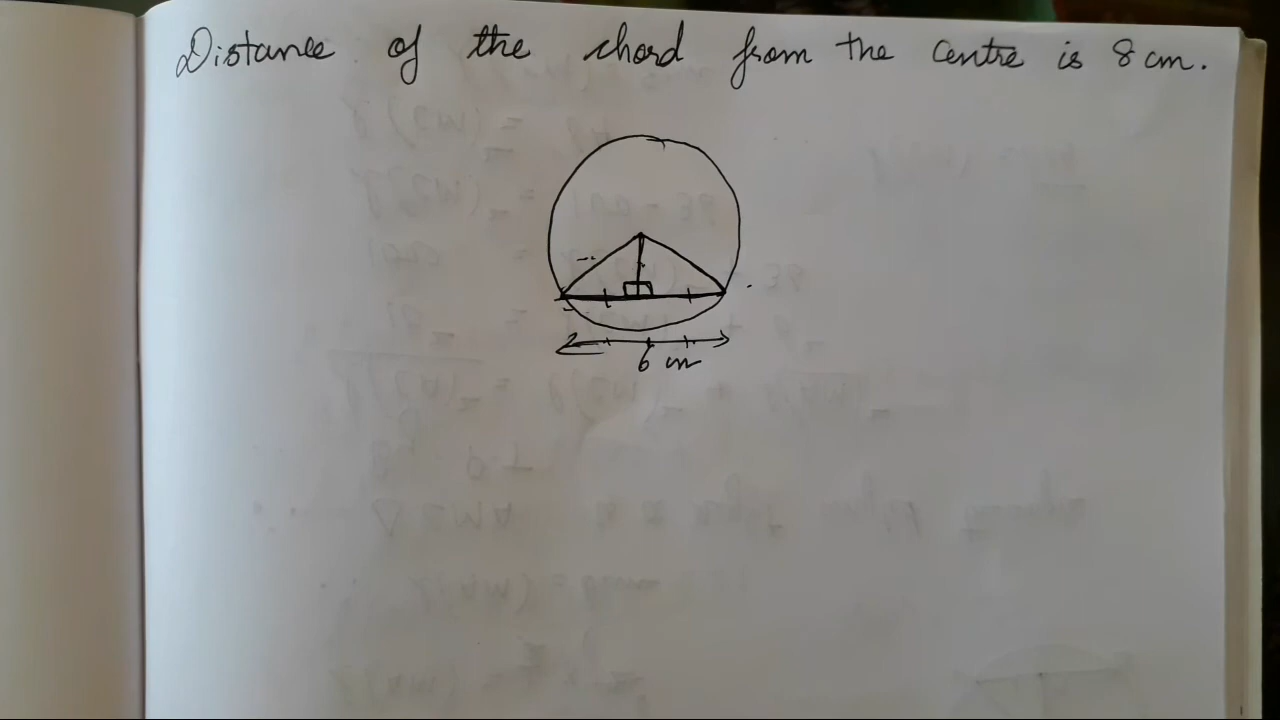 Distance of the chord from the centre is 8 cm.
6 cm